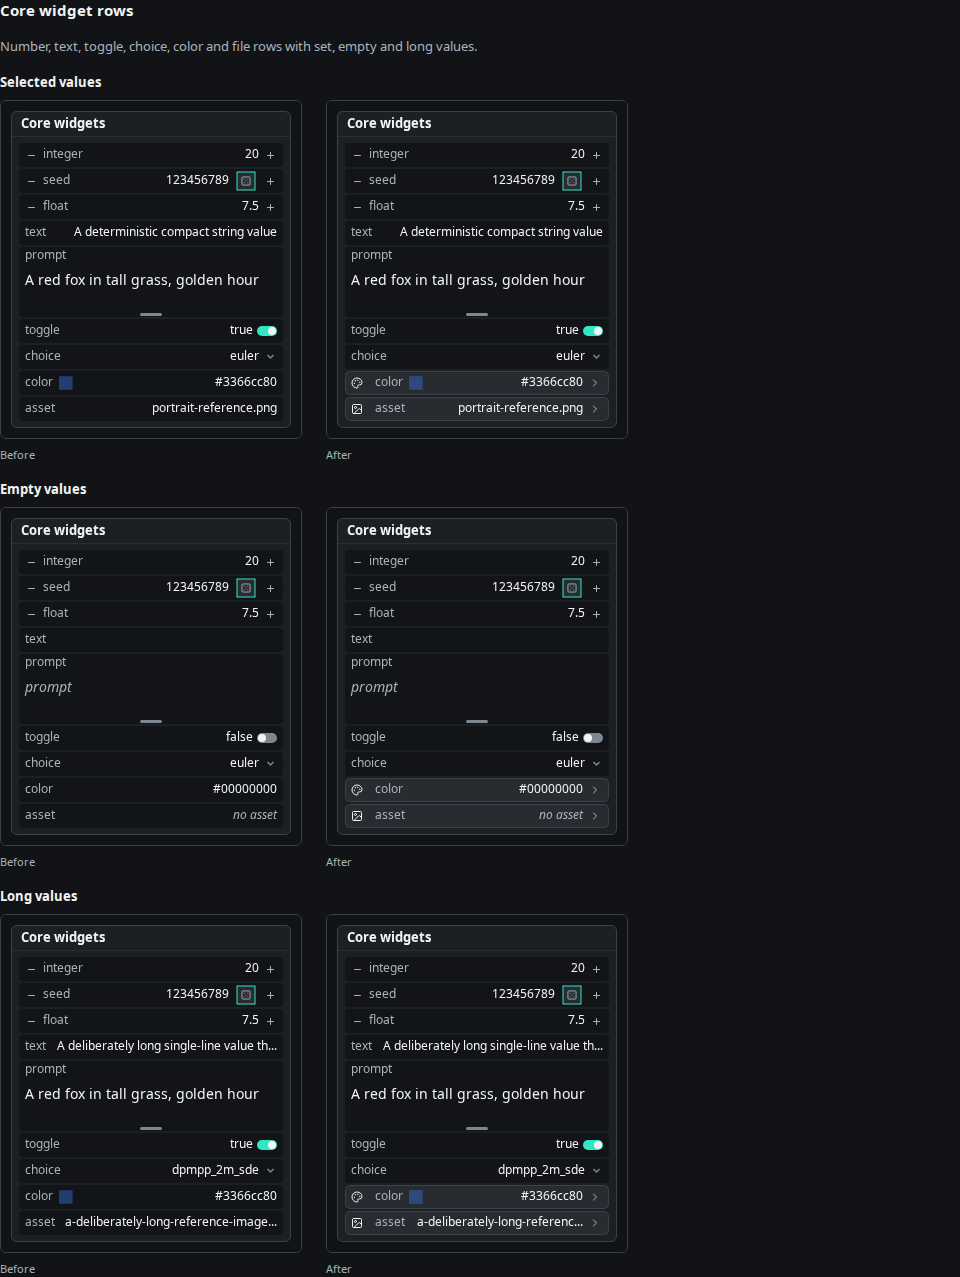 Core widget rows
Number, text, toggle, choice, color and file rows with set, empty and long values.
Selected values
Core widgets
– integer 20 +
– seed 123456789 +
– float 7.5 +
text A deterministic compact string value
prompt
A red fox in tall grass, golden hour
toggle true
choice euler
color #3366cc80
asset portrait-reference.png
Before
Core widgets
– integer 20 +
– seed 123456789 +
– float 7.5 +
text A deterministic compact string value
prompt
A red fox in tall grass, golden hour
toggle true
choice euler
color #3366cc80
asset portrait-reference.png
After
Empty values
Core widgets
– integer 20 +
– seed 123456789 +
– float 7.5 +
text
prompt
prompt
toggle false
choice euler
color #00000000
asset no asset
Before
Core widgets
– integer 20 +
– seed 123456789 +
– float 7.5 +
text
prompt
prompt
toggle false
choice euler
color #00000000
asset no asset
After
Long values
Core widgets
– integer 20 +
– seed 123456789 +
– float 7.5 +
text A deliberately long single-line value th...
prompt
A red fox in tall grass, golden hour
toggle true
choice dpmpp_2m_sde
color #3366cc80
asset a-deliberately-long-reference-image...
Before
Core widgets
– integer 20 +
– seed 123456789 +
– float 7.5 +
text A deliberately long single-line value th...
prompt
A red fox in tall grass, golden hour
toggle true
choice dpmpp_2m_sde
color #3366cc80
asset a-deliberately-long-referenc...
After